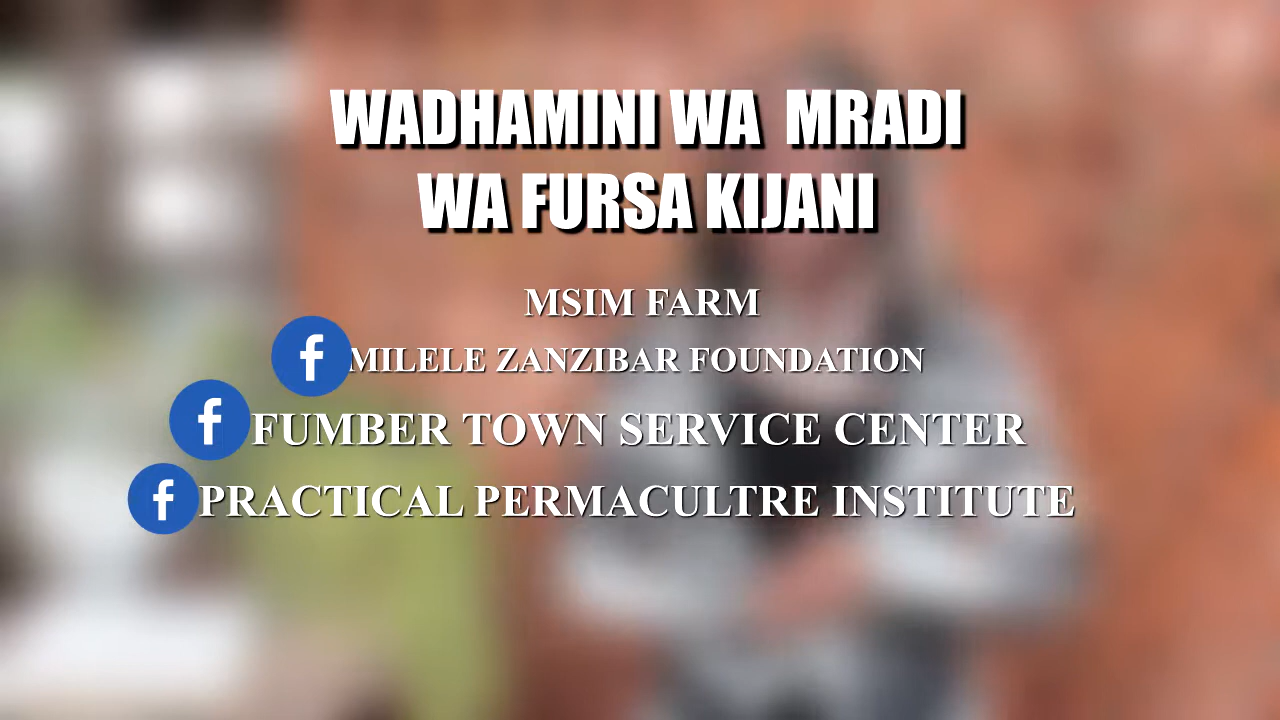 WADHAMINI WA MRADI
WA FURSA KIJANI
MSIM FARM
MILELE ZANZIBAR FOUNDATION
FUMBER TOWN SERVICE CENTER
PRACTICAL PERMACULTRE INSTITUTE